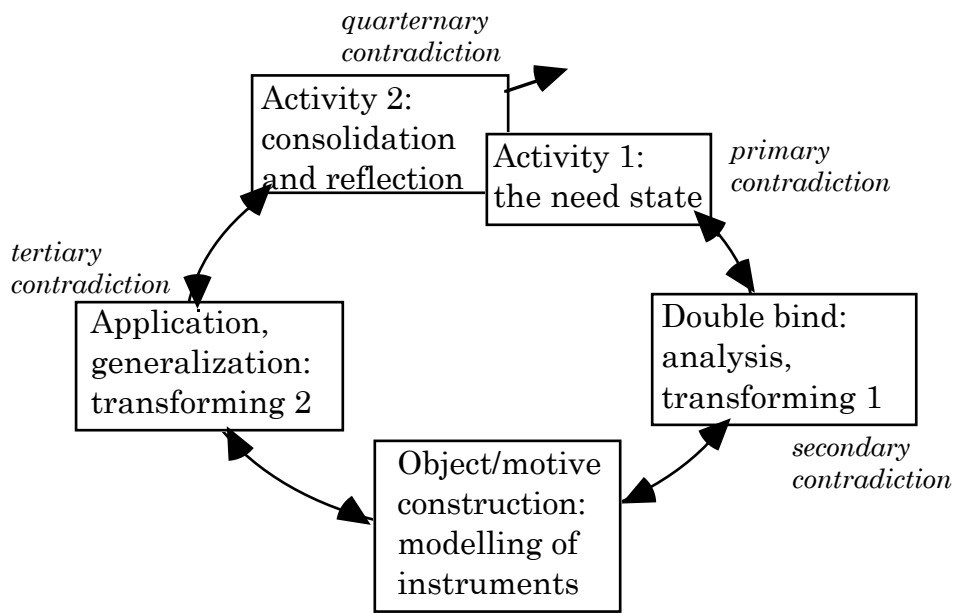 quarternary
contradiction
Activity 2:
consolidation
and reflection
Activity 1:
the need state
primary
contradiction
tertiary
contradiction
Application,
generalization:
transforming 2
Double bind:
analysis,
transforming 1
secondary
contradiction
Object/motive
construction:
modelling of
instruments